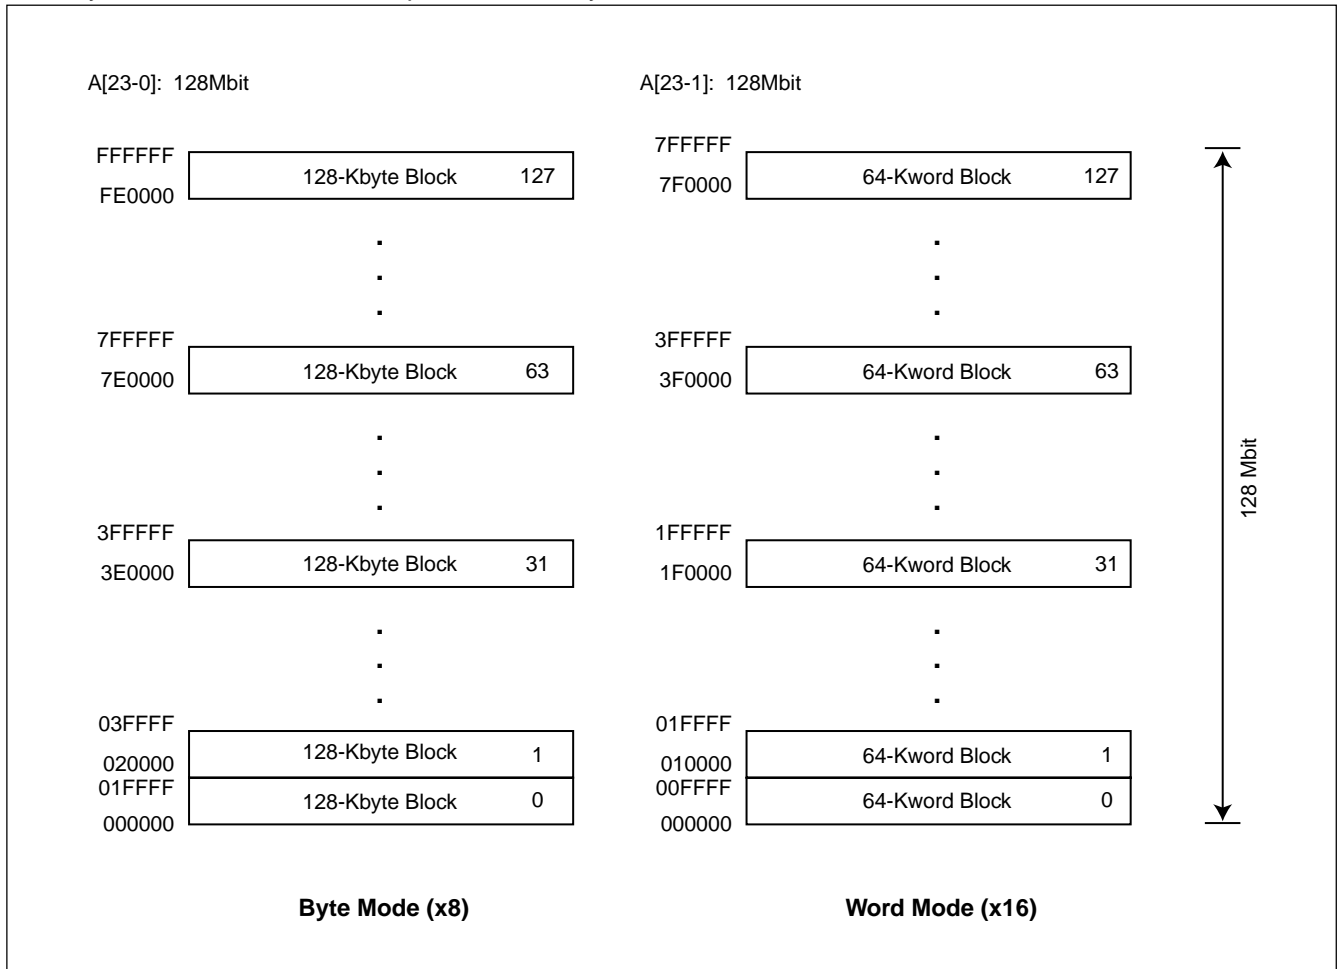 A[23-0]: 128Mbit
A[23-1]: 128Mbit
FFFFFF
128-Kbyte Block 127
FE0000
7FFFFF
64-Kword Block 127
7F0000
7FFFFF
128-Kbyte Block 63
7E0000
3FFFFF
64-Kword Block 63
3F0000
3FFFFF
128-Kbyte Block 31
3E0000
1FFFFF
64-Kword Block 31
1F0000
03FFFF
128-Kbyte Block 1
020000
01FFFF
128-Kbyte Block 0
000000
01FFFF
64-Kword Block 1
010000
00FFFF
64-Kword Block 0
000000
128 Mbit
Byte Mode (x8)
Word Mode (x16)